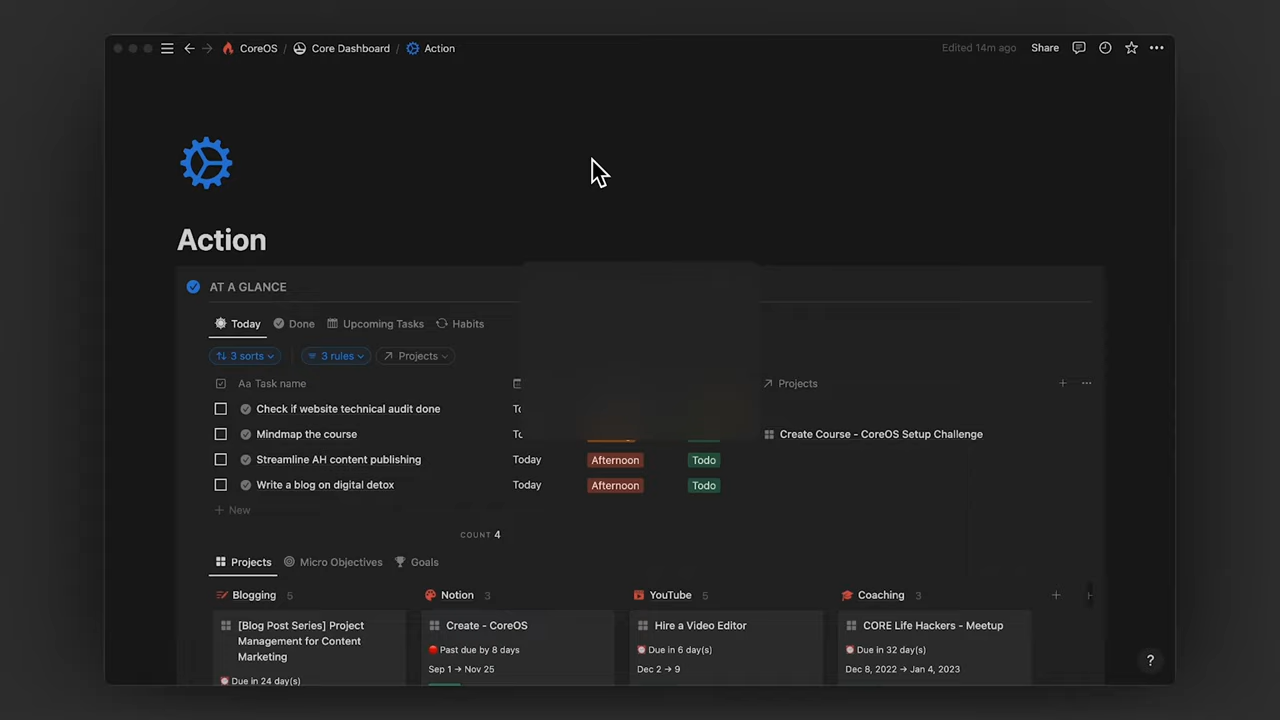 CoreOS / Core Dashboard / Action
Edited 14m ago Share
Action
AT A GLANCE
Today Done Upcoming Tasks Habits
3 sorts 3 rules Projects
Aa Task name Projects
Check if website technical audit done
Mindmap the course Create Course - CoreOS Setup Challenge
Streamline AH content publishing Today Afternoon Todo
Write a blog on digital detox Today Afternoon Todo
+ New
COUNT 4
Projects Micro Objectives Goals
Blogging 5 Notion 3 YouTube 5 Coaching 3
[Blog Post Series] Project Create - CoreOS Hire a Video Editor CORE Life Hackers - Meetup
Management for Content Past due by 8 days Due in 6 day(s) Due in 32 day(s)
Marketing Sep 1 → Nov 25 Dec 2 → 9 Dec 8, 2022 → Jan 4, 2023
Due in 24 day(s)
?